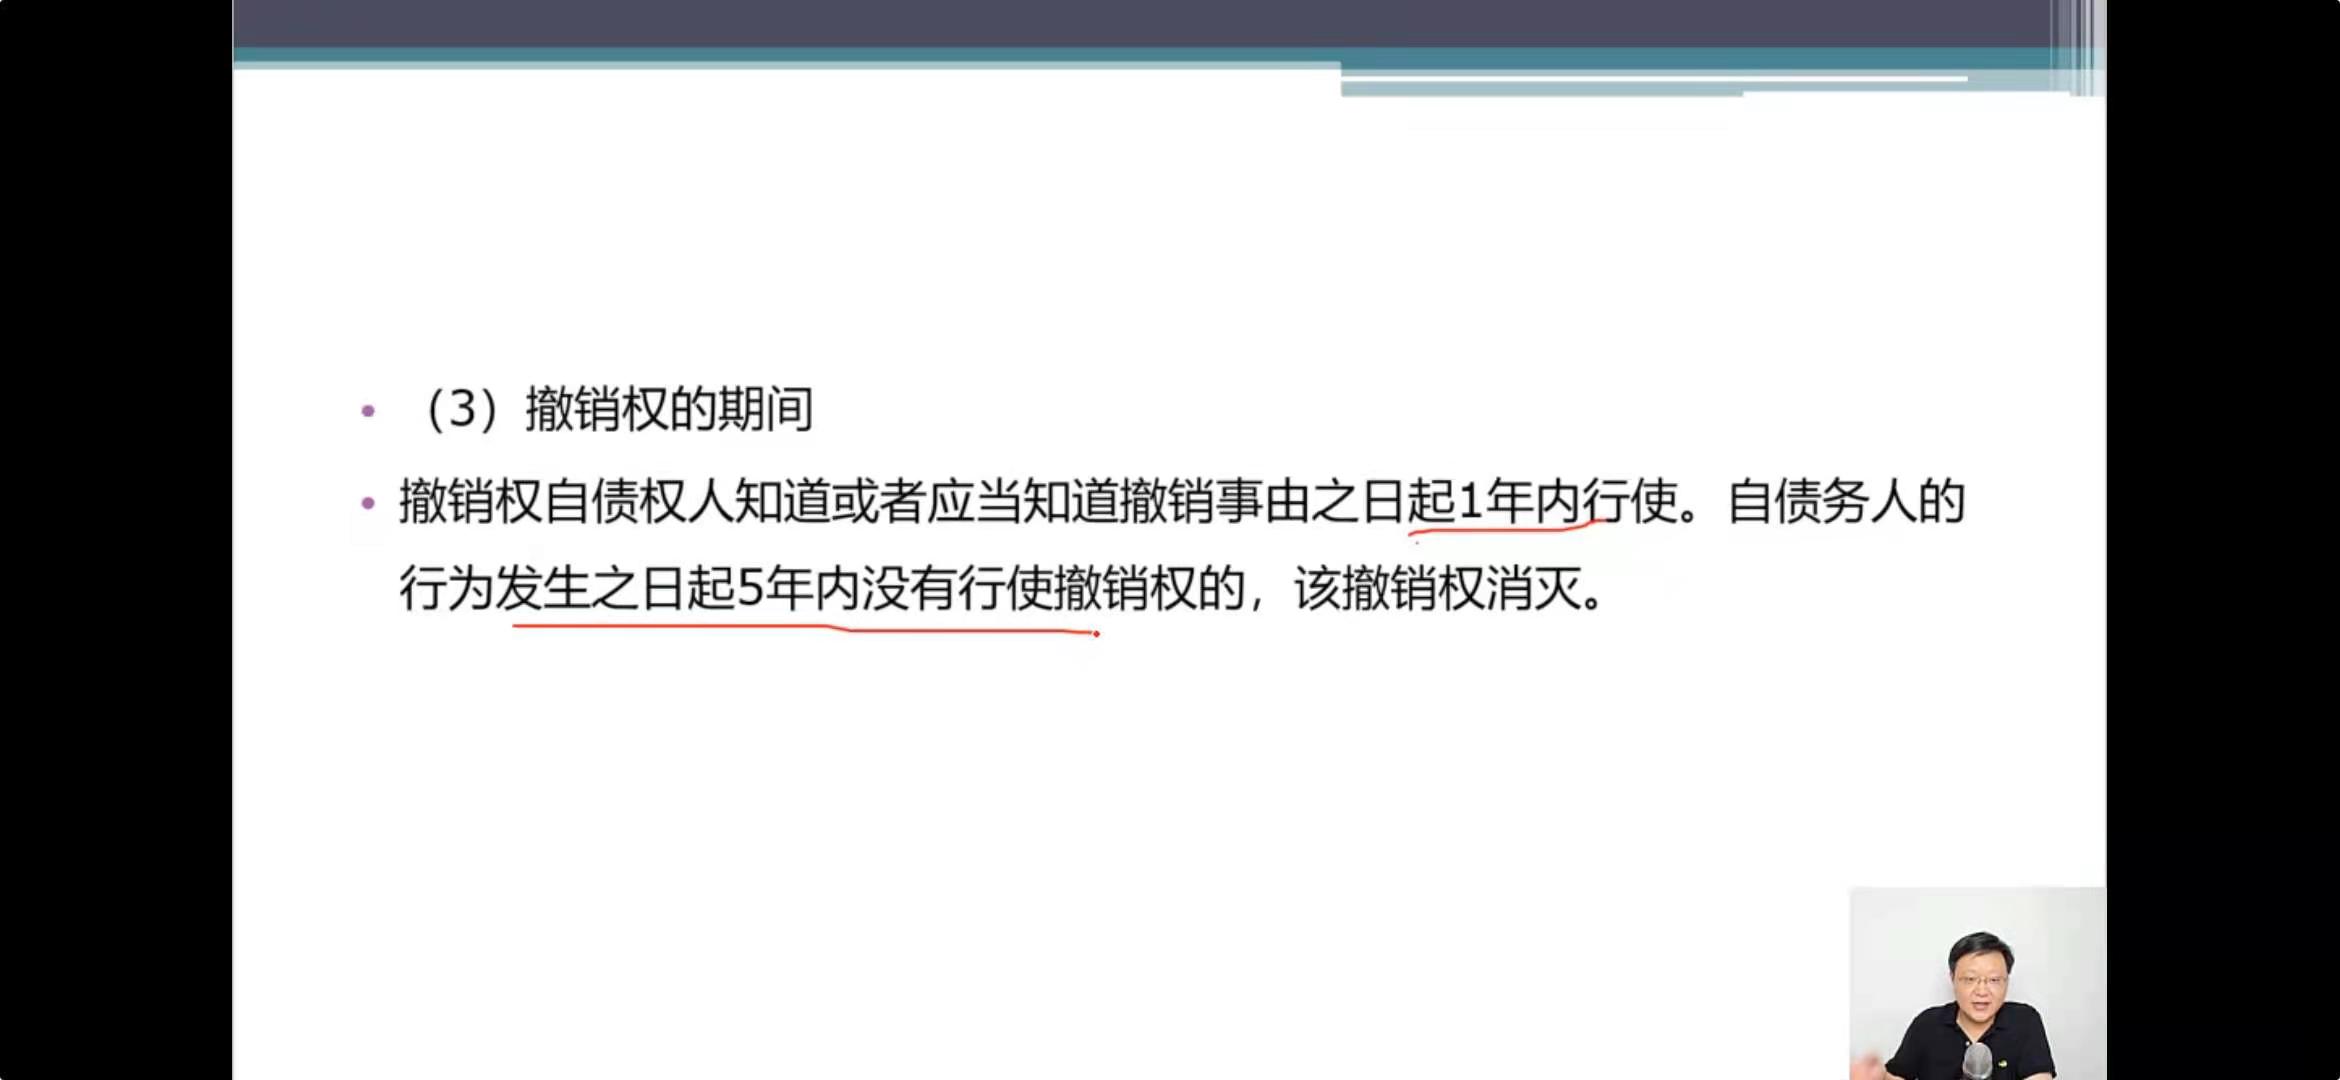 （3）撤销权的期间
撤销权自债权人知道或者应当知道撤销事由之日起1年内行使。自债务人的
行为发生之日起5年内没有行使撤销权的，该撤销权消灭。